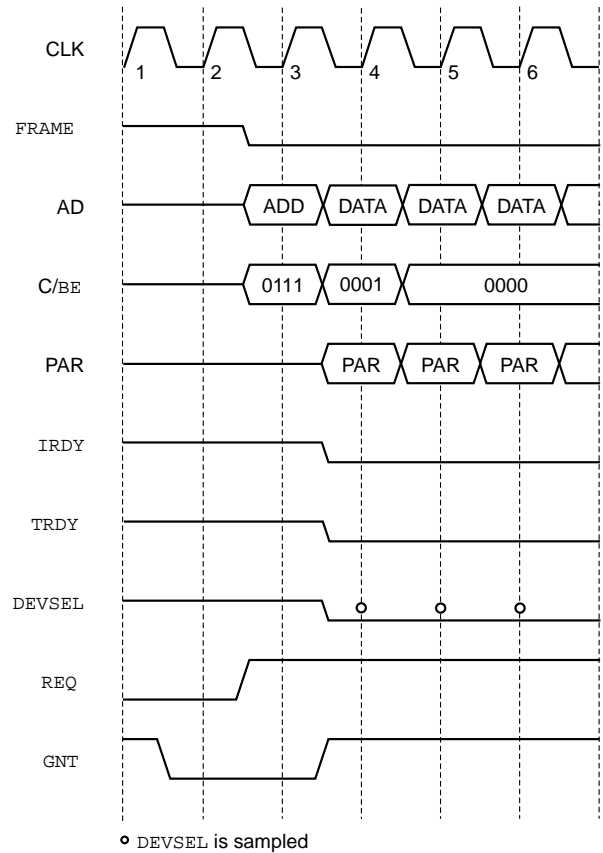 CLK
1 2 3 4 5 6
FRAME
AD ADD DATA DATA DATA
C/BE 0111 0001 0000
PAR PAR PAR PAR
IRDY
TRDY
DEVSEL
REQ
GNT
DEVSEL is sampled